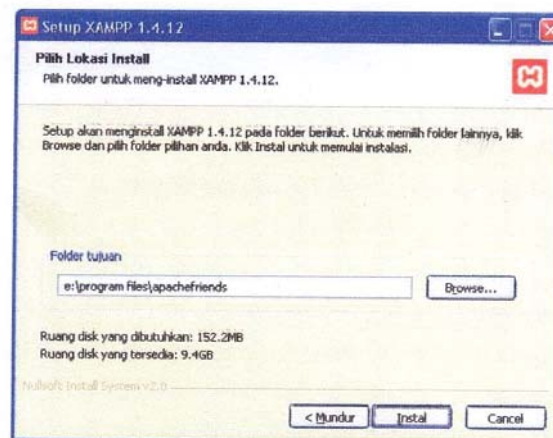 Setup XAMPP 1.4.12
Pilih Lokasi Install
Pilih folder untuk meng-install XAMPP 1.4.12.
Setup akan menginstall XAMPP 1.4.12 pada folder berikut. Untuk memilih folder lainnya, klik
Browse dan pilih folder pilihan anda. Klik Instal untuk memulai instalasi.
Folder tujuan
e:\program files\apachefriends
Browse...
Ruang disk yang dibutuhkan: 152.2MB
Ruang disk yang tersedia: 9.4GB
Nullsoft Install System v2.0
< Mundur Instal Cancel